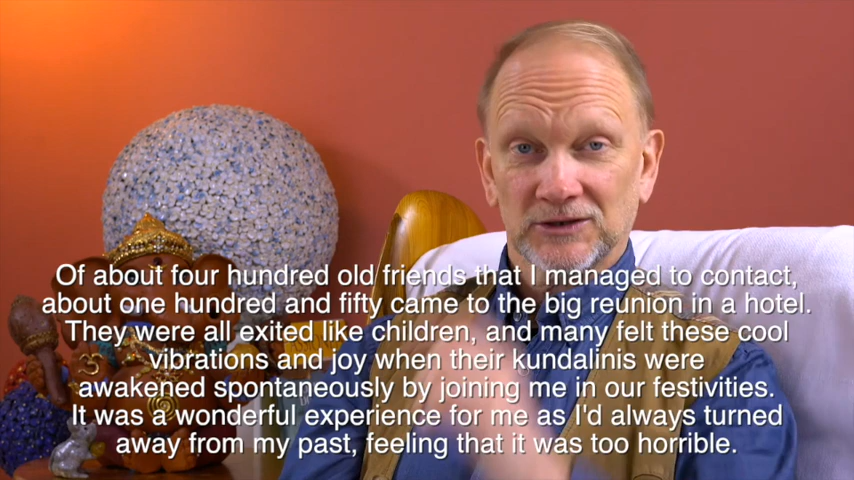 Of about four hundred old friends that I managed to contact,
about one hundred and fifty came to the big reunion in a hotel.
They were all exited like children, and many felt these cool
vibrations and joy when their kundalinis were
awakened spontaneously by joining me in our festivities.
It was a wonderful experience for me as I'd always turned
away from my past, feeling that it was too horrible.